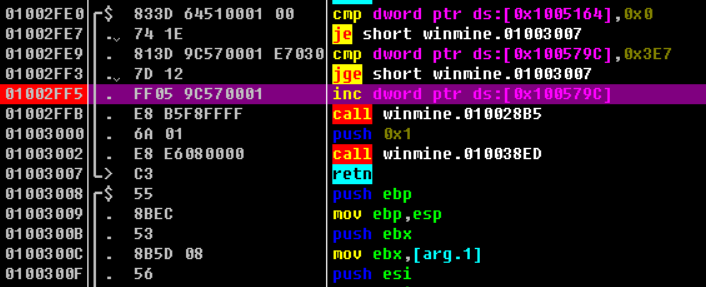 01002FE0 $ 833D 64510001 00 cmp dword ptr ds:[0x1005164],0x0
01002FE7 . 74 1E je short winmine.01003007
01002FE9 . 813D 9C570001 E7030 cmp dword ptr ds:[0x100579C],0x3E7
01002FF3 . 7D 12 jge short winmine.01003007
01002FF5 . FF05 9C570001 inc dword ptr ds:[0x100579C]
01002FFB . E8 B5F8FFFF call winmine.010028B5
01003000 . 6A 01 push 0x1
01003002 . E8 E6080000 call winmine.010038ED
01003007 > C3 retn
01003008 $ 55 push ebp
01003009 . 8BEC mov ebp,esp
0100300B . 53 push ebx
0100300C . 8B5D 08 mov ebx,[arg.1]
0100300F . 56 push esi